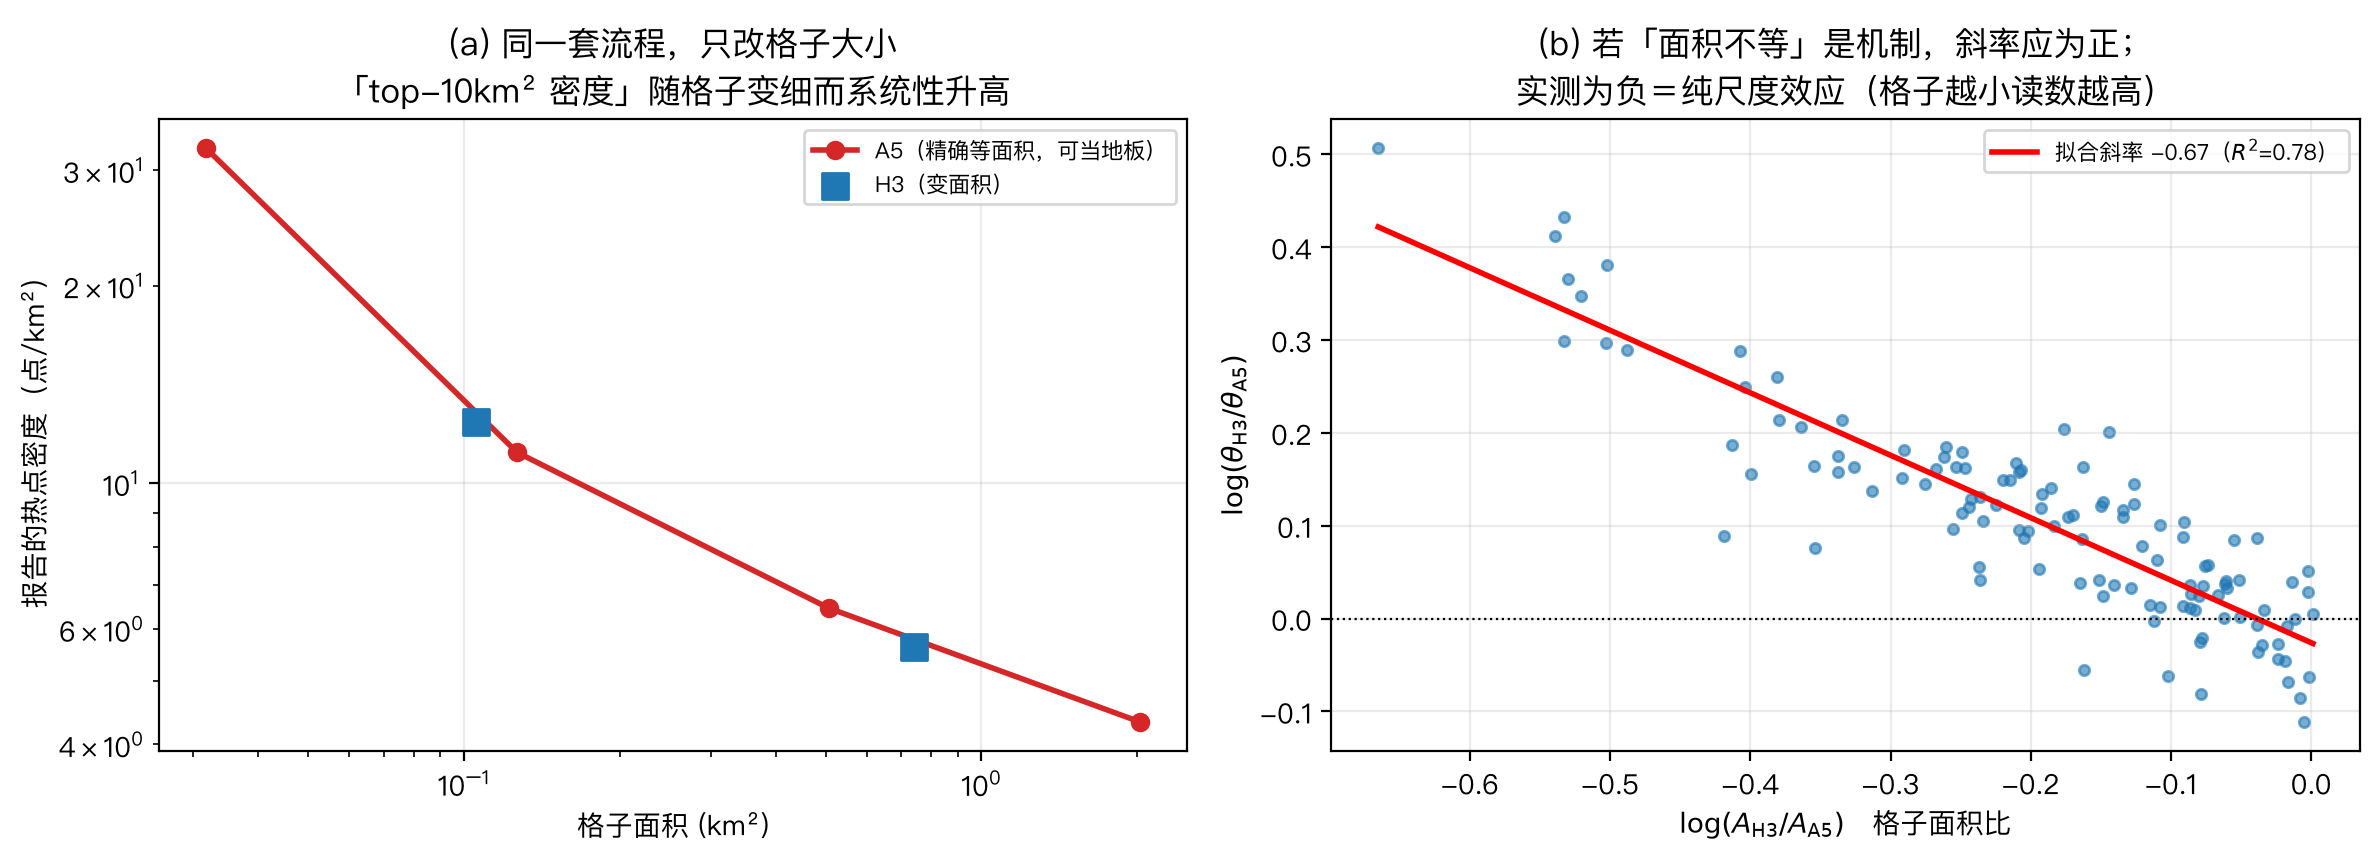 (a) 同一套流程，只改格子大小
「top–10km² 密度」随格子变细而系统性升高
A5（精确等面积，可当地板）
H3（变面积）
报告的热点密度（点/km²）
3×10¹
2×10¹
10¹
6×10⁰
4×10⁰
10⁻¹
10⁰
格子面积 (km²)
(b) 若「面积不等」是机制，斜率应为正；
实测为负＝纯尺度效应（格子越小读数越高）
拟合斜率 −0.67（R²=0.78）
log(θH3/θA5)
0.5
0.4
0.3
0.2
0.1
0.0
−0.1
−0.6
−0.5
−0.4
−0.3
−0.2
−0.1
0.0
log(AH3/AA5) 格子面积比